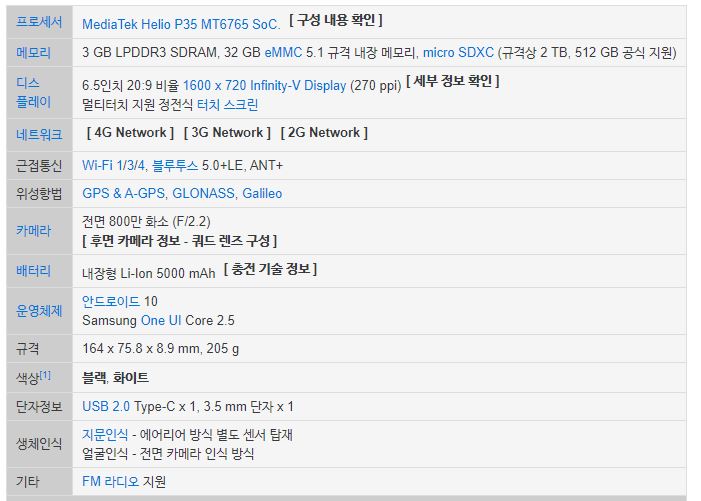 프로세서 MediaTek Helio P35 MT6765 SoC. [ 구성 내용 확인 ]
메모리 3 GB LPDDR3 SDRAM, 32 GB eMMC 5.1 규격 내장 메모리, micro SDXC (규격상 2 TB, 512 GB 공식 지원)
디스
플레이
6.5인치 20:9 비율 1600 x 720 Infinity-V Display (270 ppi) [ 세부 정보 확인 ]
멀티터치 지원 정전식 터치 스크린
네트워크 [ 4G Network ] [ 3G Network ] [ 2G Network ]
근접통신 Wi-Fi 1/3/4, 블루투스 5.0+LE, ANT+
위성항법 GPS & A-GPS, GLONASS, Galileo
카메라
전면 800만 화소 (F/2.2)
[ 후면 카메라 정보 - 쿼드 렌즈 구성 ]
배터리 내장형 Li-Ion 5000 mAh [ 충전 기술 정보 ]
운영체제
안드로이드 10
Samsung One UI Core 2.5
규격 164 x 75.8 x 8.9 mm, 205 g
색상[1] 블랙, 화이트
단자정보 USB 2.0 Type-C x 1, 3.5 mm 단자 x 1
생체인식
지문인식 - 에어리어 방식 별도 센서 탑재
얼굴인식 - 전면 카메라 인식 방식
기타 FM 라디오 지원